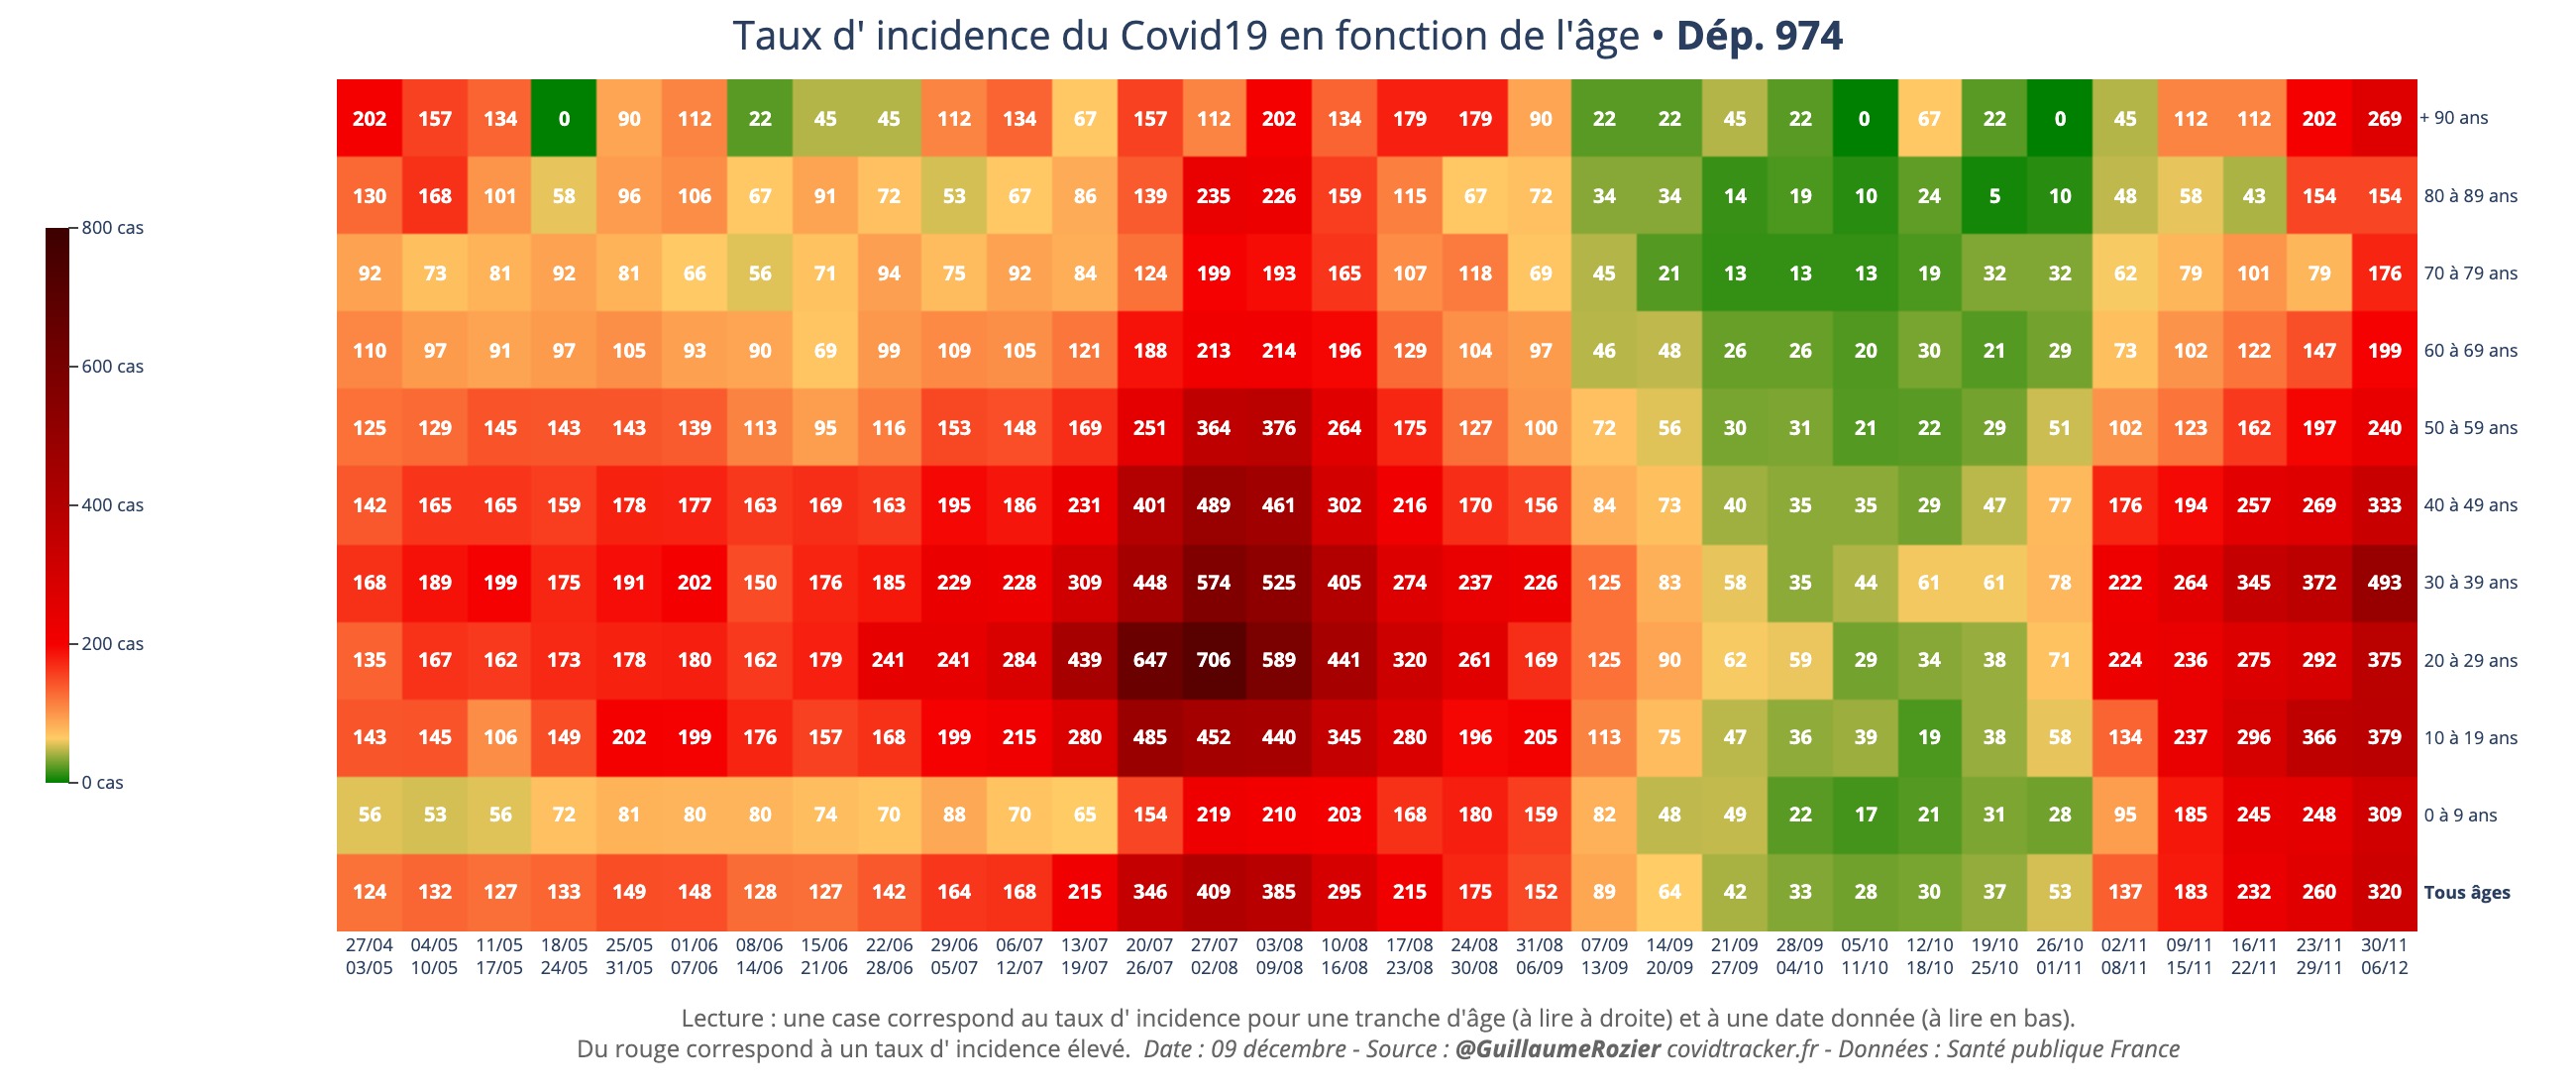 Taux d' incidence du Covid19 en fonction de l'âge • Dép. 974
800 cas
600 cas
400 cas
200 cas
0 cas
202 157 134 0 90 112 22 45 45 112 134 67 157 112 202 134 179 179 90 22 22 45 22 0 67 22 0 45 112 112 202 269 + 90 ans
130 168 101 58 96 106 67 91 72 53 67 86 139 235 226 159 115 67 72 34 34 14 19 10 24 5 10 48 58 43 154 154 80 à 89 ans
92 73 81 92 81 66 56 71 94 75 92 84 124 199 193 165 107 118 69 45 21 13 13 13 19 32 32 62 79 101 79 176 70 à 79 ans
110 97 91 97 105 93 90 69 99 109 105 121 188 213 214 196 129 104 97 46 48 26 26 20 30 21 29 73 102 122 147 199 60 à 69 ans
125 129 145 143 143 139 113 95 116 153 148 169 251 364 376 264 175 127 100 72 56 30 31 21 22 29 51 102 123 162 197 240 50 à 59 ans
142 165 165 159 178 177 163 169 163 195 186 231 401 489 461 302 216 170 156 84 73 40 35 35 29 47 77 176 194 257 269 333 40 à 49 ans
168 189 199 175 191 202 150 176 185 229 228 309 448 574 525 405 274 237 226 125 83 58 35 44 61 61 78 222 264 345 372 493 30 à 39 ans
135 167 162 173 178 180 162 179 241 241 284 439 647 706 589 441 320 261 169 125 90 62 59 29 34 38 71 224 236 275 292 375 20 à 29 ans
143 145 106 149 202 199 176 157 168 199 215 280 485 452 440 345 280 196 205 113 75 47 36 39 19 38 58 134 237 296 366 379 10 à 19 ans
56 53 56 72 81 80 80 74 70 88 70 65 154 219 210 203 168 180 159 82 48 49 22 17 21 31 28 95 185 245 248 309 0 à 9 ans
124 132 127 133 149 148 128 127 142 164 168 215 346 409 385 295 215 175 152 89 64 42 33 28 30 37 53 137 183 232 260 320 Tous âges
27/04 04/05 11/05 18/05 25/05 01/06 08/06 15/06 22/06 29/06 06/07 13/07 20/07 27/07 03/08 10/08 17/08 24/08 31/08 07/09 14/09 21/09 28/09 05/10 12/10 19/10 26/10 02/11 09/11 16/11 23/11 30/11
03/05 10/05 17/05 24/05 31/05 07/06 14/06 21/06 28/06 05/07 12/07 19/07 26/07 02/08 09/08 16/08 23/08 30/08 06/09 13/09 20/09 27/09 04/10 11/10 18/10 25/10 01/11 08/11 15/11 22/11 29/11 06/12
Lecture : une case correspond au taux d' incidence pour une tranche d'âge (à lire à droite) et à une date donnée (à lire en bas).
Du rouge correspond à un taux d' incidence élevé. Date : 09 décembre - Source : @GuillaumeRozier covidtracker.fr - Données : Santé publique France